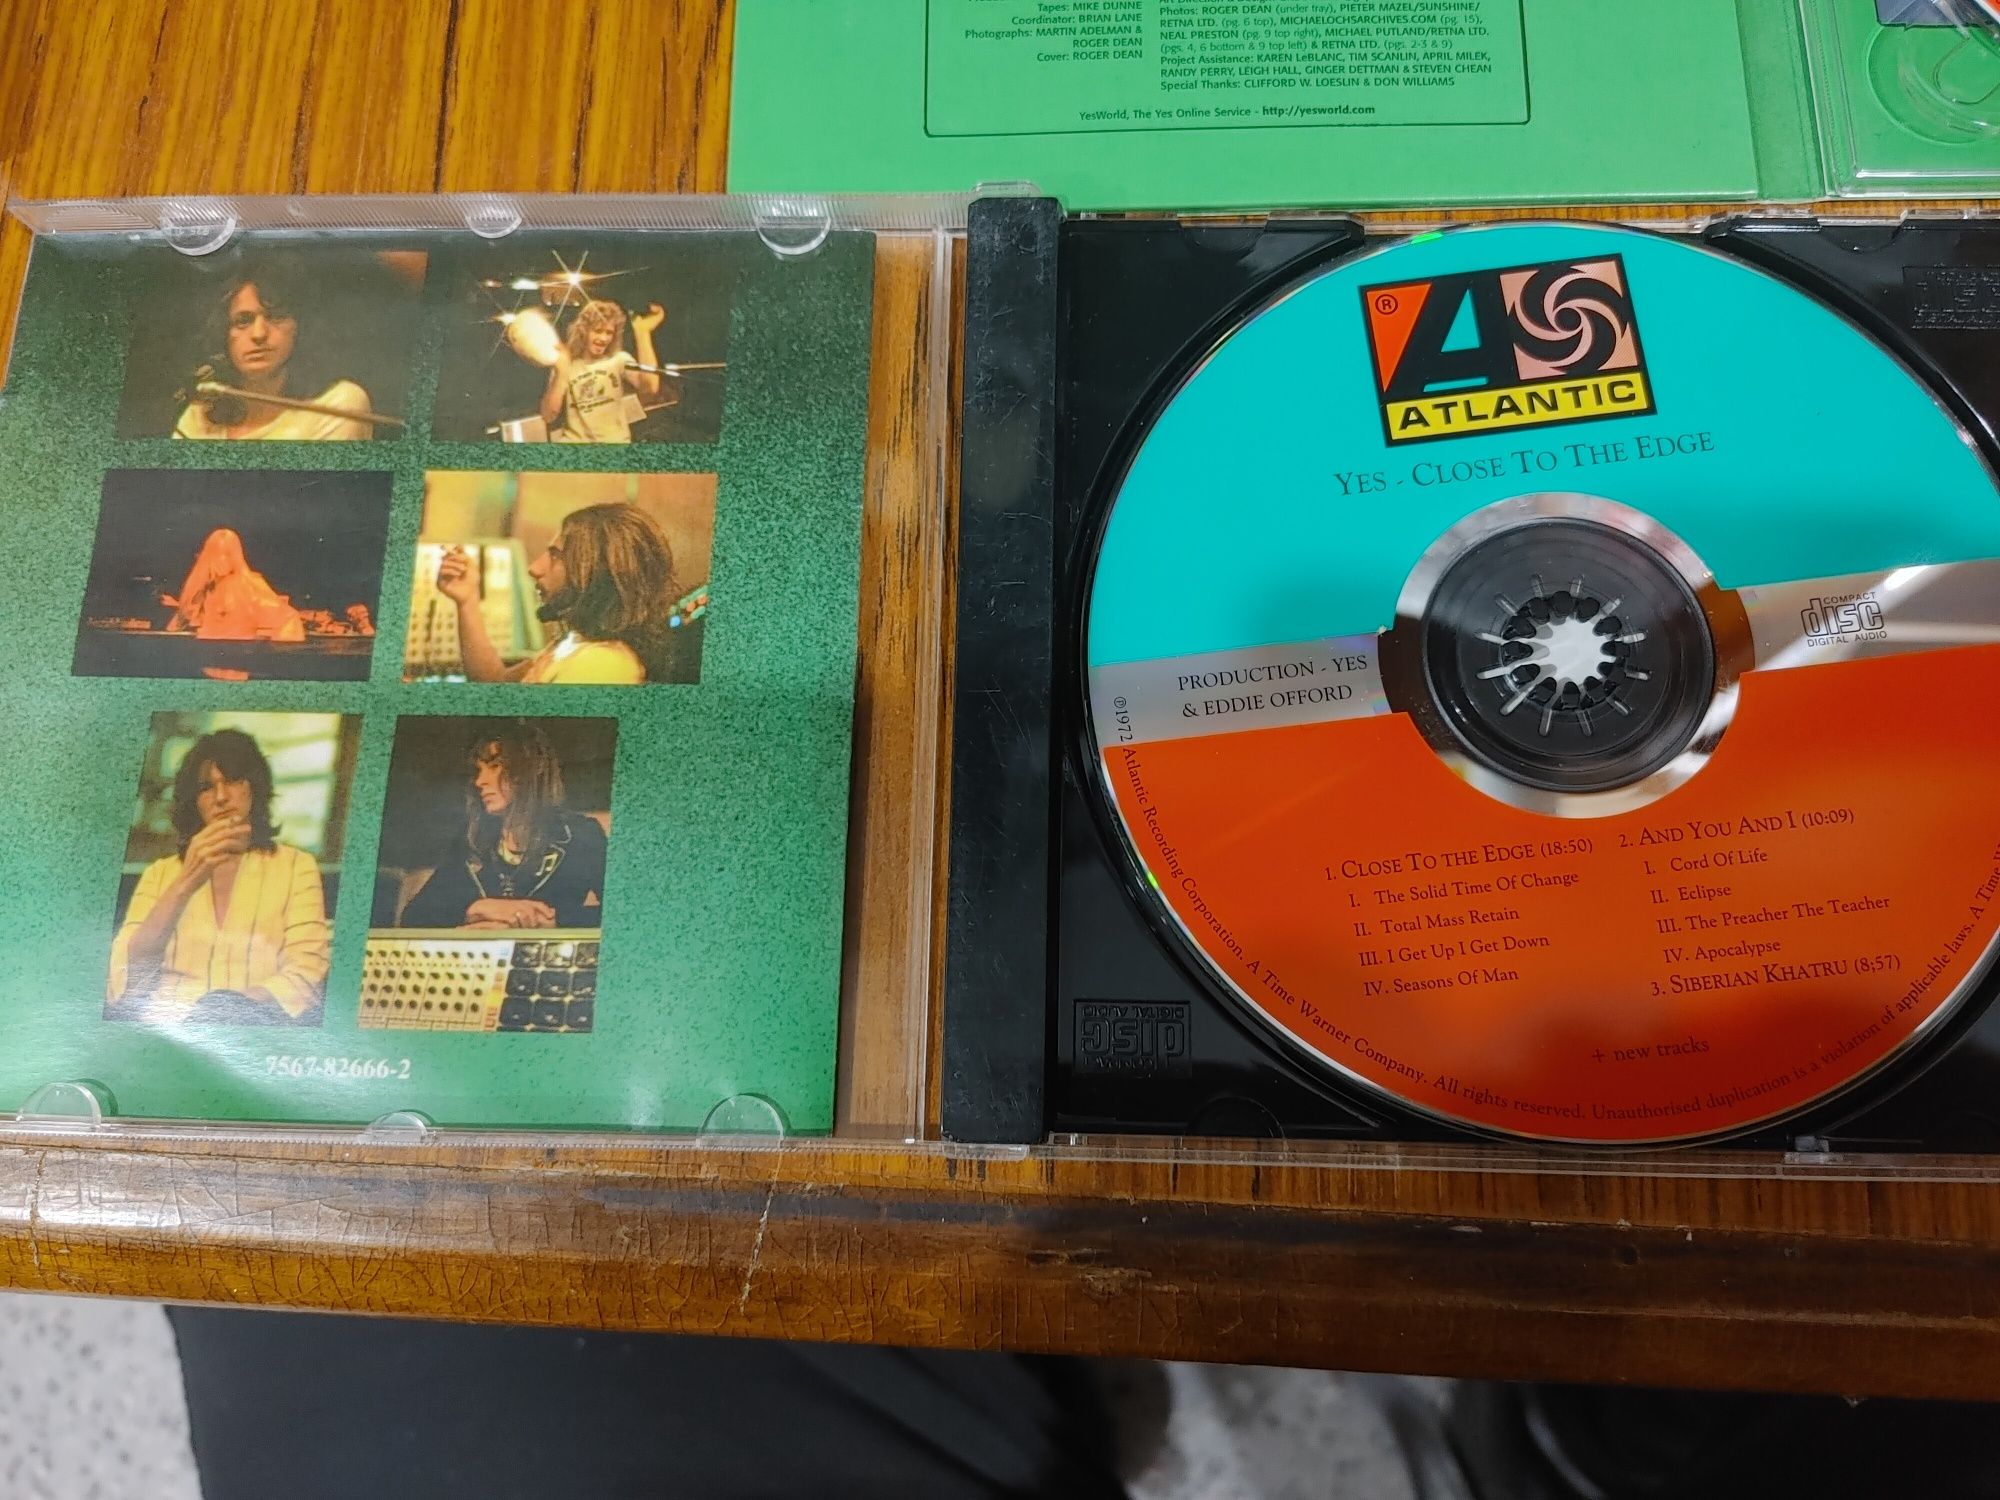 Tapes: MIKE DUNNE
Coordinator: BRIAN LANE
Photographs: MARTIN ADELMAN &
ROGER DEAN
Cover: ROGER DEAN
Photos: ROGER DEAN (under tray), PIETER MAZEL/SUNSHINE/
RETNA LTD. (pg. 6 top), MICHAELOCHSARCHIVES.COM (pg. 15),
NEAL PRESTON (pg. 9 top right), MICHAEL PUTLAND/RETNA LTD.
(pgs. 4, 6 bottom & 9 top left) & RETNA LTD. (pgs. 2-3 & 9)
Project Assistance: KAREN LeBLANC, TIM SCANLIN, APRIL MILEK,
RANDY PERRY, LEIGH HALL, GINGER DETTMAN & STEVEN CHEAN
Special Thanks: CLIFFORD W. LOESLIN & DON WILLIAMS
YesWorld, The Yes Online Service - http://yesworld.com
7567-82666-2
®
A
ATLANTIC
YES - CLOSE TO THE EDGE
COMPACT
disc
DIGITAL AUDIO
PRODUCTION - YES
& EDDIE OFFORD
1. CLOSE TO THE EDGE (18:50)
I. The Solid Time Of Change
II. Total Mass Retain
III. I Get Up I Get Down
IV. Seasons Of Man
2. AND YOU AND I (10:09)
I. Cord Of Life
II. Eclipse
III. The Preacher The Teacher
IV. Apocalypse
3. SIBERIAN KHATRU (8;57)
+ new tracks
℗1972 Atlantic Recording Corporation. A Time Warner Company. All rights reserved. Unauthorised duplication is a violation of applicable laws. A Time
disc
DIGITAL AUDIO